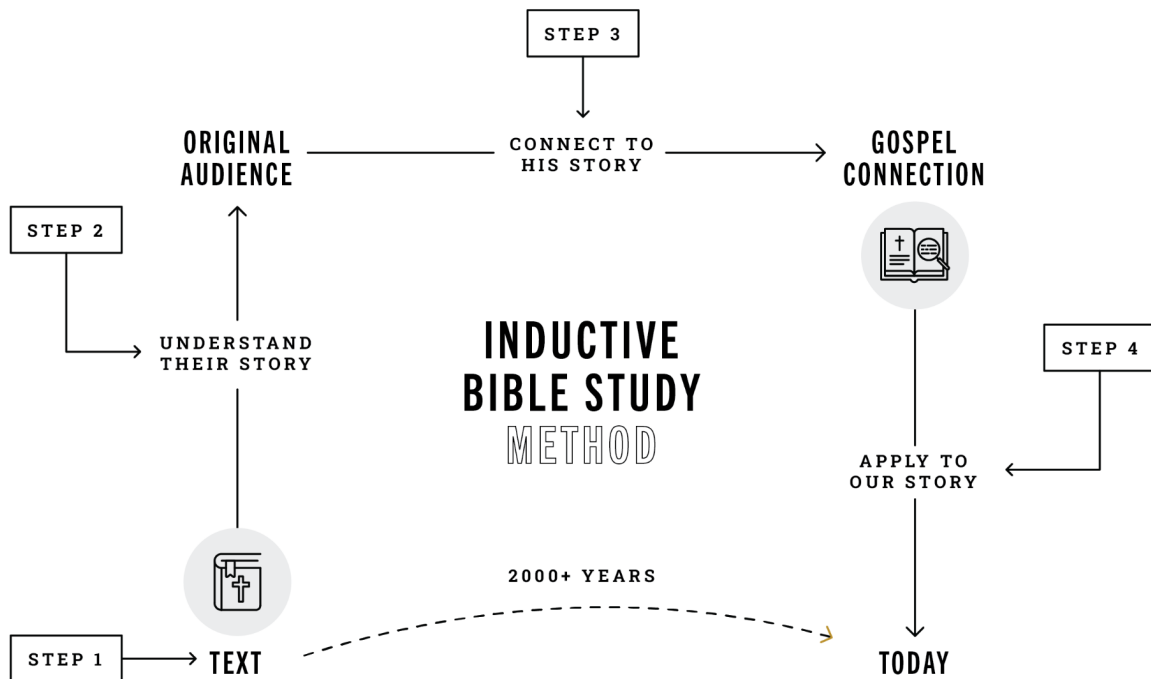 STEP 3
ORIGINAL
AUDIENCE
CONNECT TO
HIS STORY
GOSPEL
CONNECTION
STEP 2
UNDERSTAND
THEIR STORY
INDUCTIVE
BIBLE STUDY
METHOD
STEP 4
APPLY TO
OUR STORY
2000+ YEARS
STEP 1
TEXT
TODAY